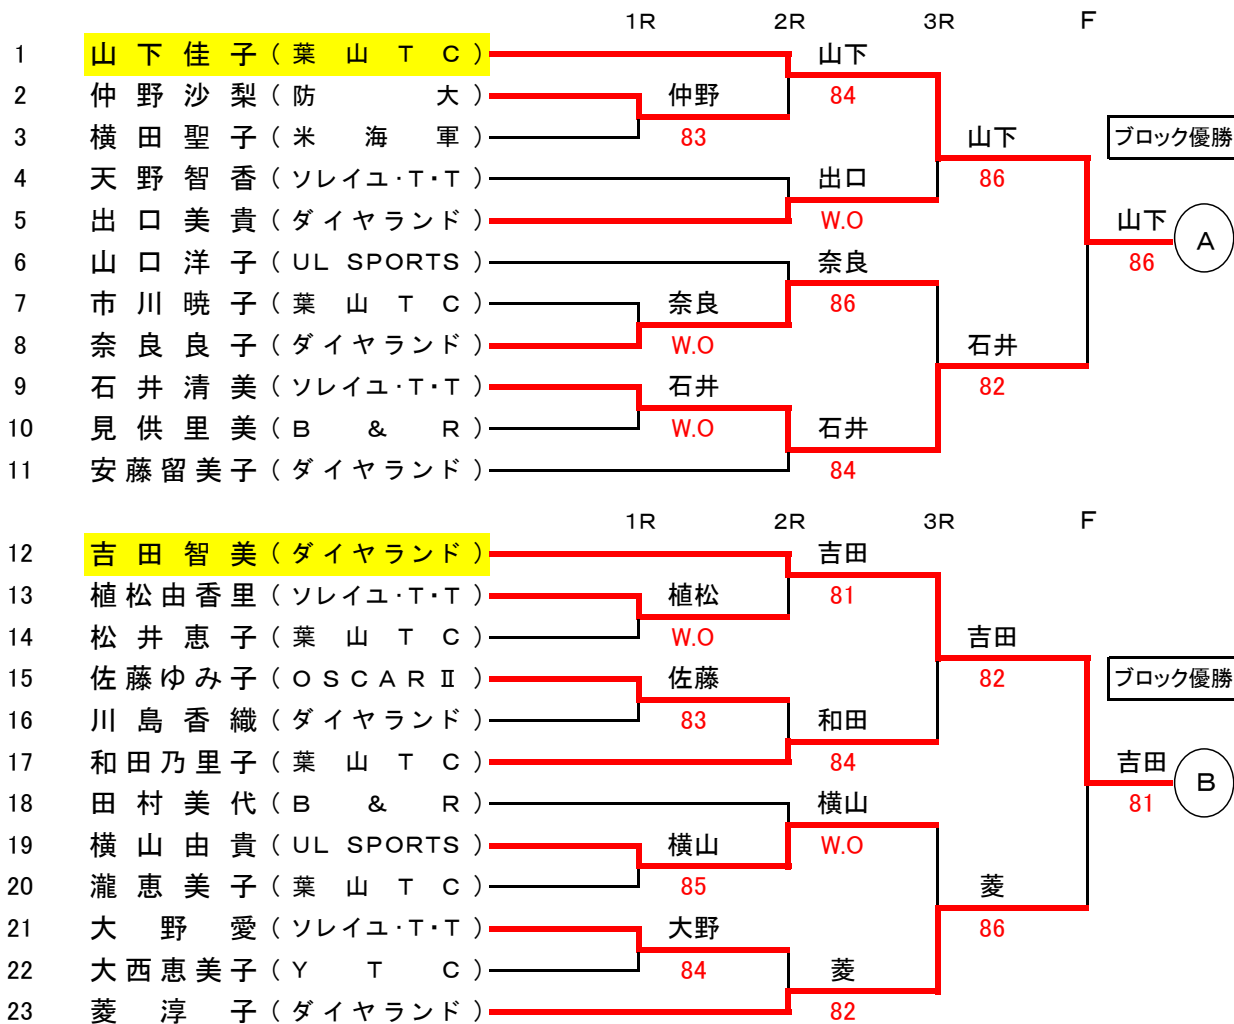 1R 2R 3R F
1 山下佳子(葉山TC) 山下
2 仲野沙梨(防大) 仲野 84
3 横田聖子(米海軍) 83 山下 ブロック優勝
4 天野智香(ソレイユ·T·T) 出口 86
5 出口美貴(ダイヤランド) W.O 山下 A
6 山口洋子(UL SPORTS) 奈良 86
7 市川暁子(葉山TC) 奈良 86
8 奈良良子(ダイヤランド) W.O 石井
9 石井清美(ソレイユ·T·T) 石井 82
10 見供里美(B&R) W.O 石井
11 安藤留美子(ダイヤランド) 84
1R 2R 3R F
12 吉田智美(ダイヤランド) 吉田
13 植松由香里(ソレイユ·T·T) 植松 81
14 松井恵子(葉山TC) W.O 吉田
15 佐藤ゆみ子(OSCARⅡ) 佐藤 82 ブロック優勝
16 川島香織(ダイヤランド) 83 和田
17 和田乃里子(葉山TC) 84 吉田 B
18 田村美代(B&R) 横山 81
19 横山由貴(UL SPORTS) 横山 W.O
20 瀧恵美子(葉山TC) 85 菱
21 大野愛(ソレイユ·T·T) 大野 86
22 大西恵美子(YTC) 84 菱
23 菱淳子(ダイヤランド) 82